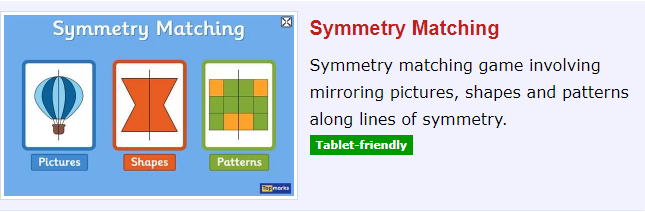 Symmetry Matching
Pictures
Shapes
Patterns
Topmarks
Symmetry Matching
Symmetry matching game involving
mirroring pictures, shapes and patterns
along lines of symmetry.
Tablet-friendly